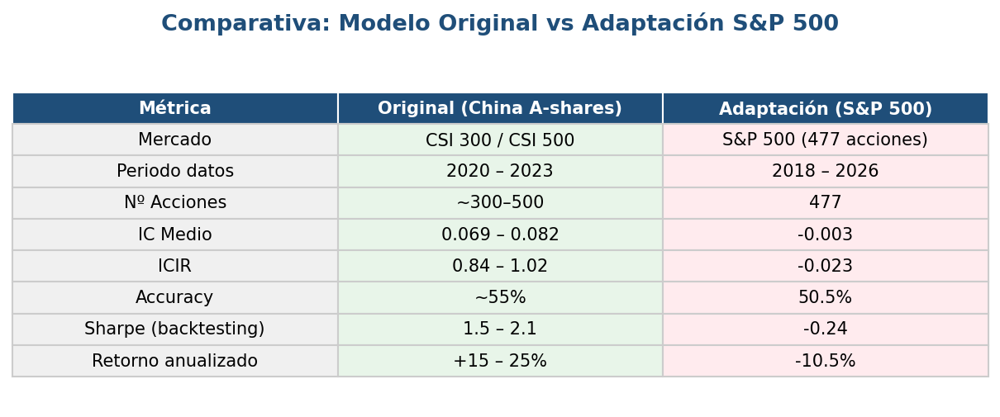 Comparativa: Modelo Original vs Adaptación S&P 500
Métrica Original (China A-shares) Adaptación (S&P 500)
Mercado CSI 300 / CSI 500 S&P 500 (477 acciones)
Periodo datos 2020 – 2023 2018 – 2026
Nº Acciones ~300–500 477
IC Medio 0.069 – 0.082 -0.003
ICIR 0.84 – 1.02 -0.023
Accuracy ~55% 50.5%
Sharpe (backtesting) 1.5 – 2.1 -0.24
Retorno anualizado +15 – 25% -10.5%